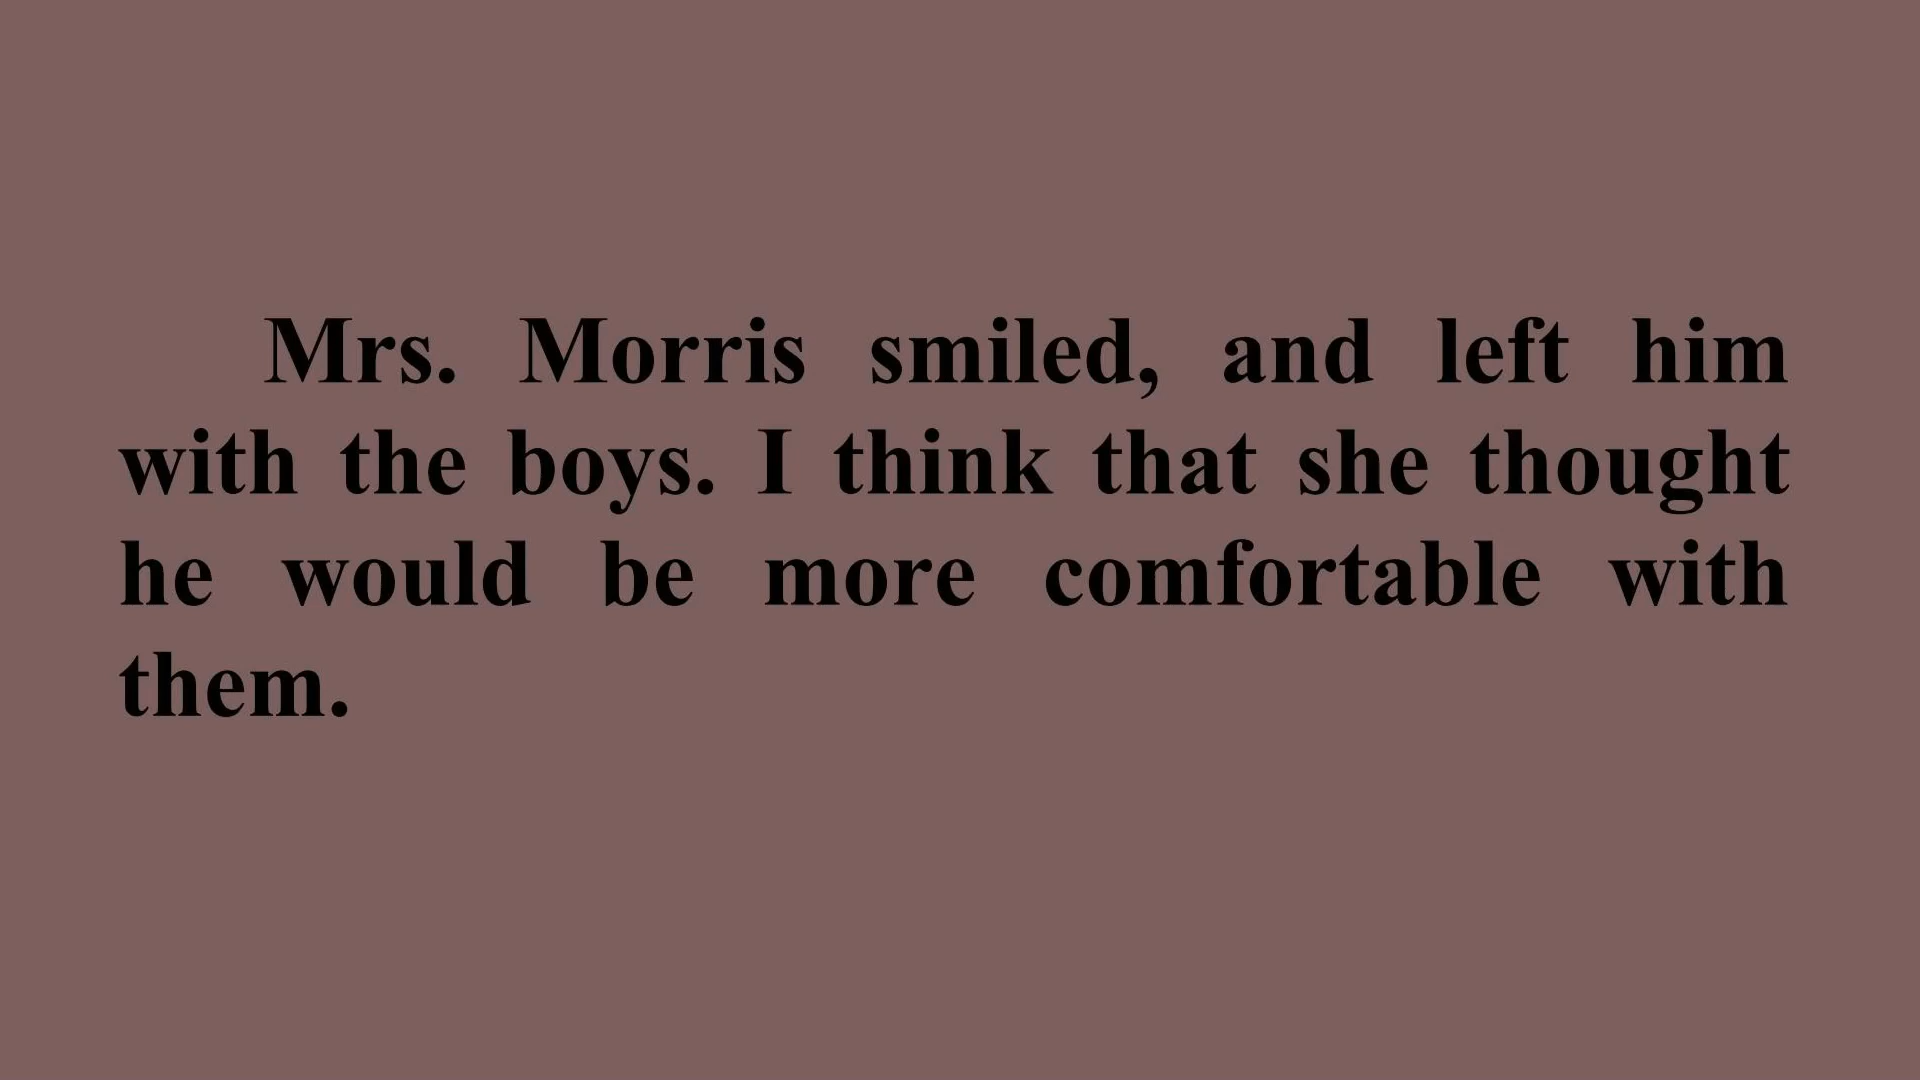 Mrs. Morris smiled, and left him
with the boys. I think that she thought
he would be more comfortable with
them.